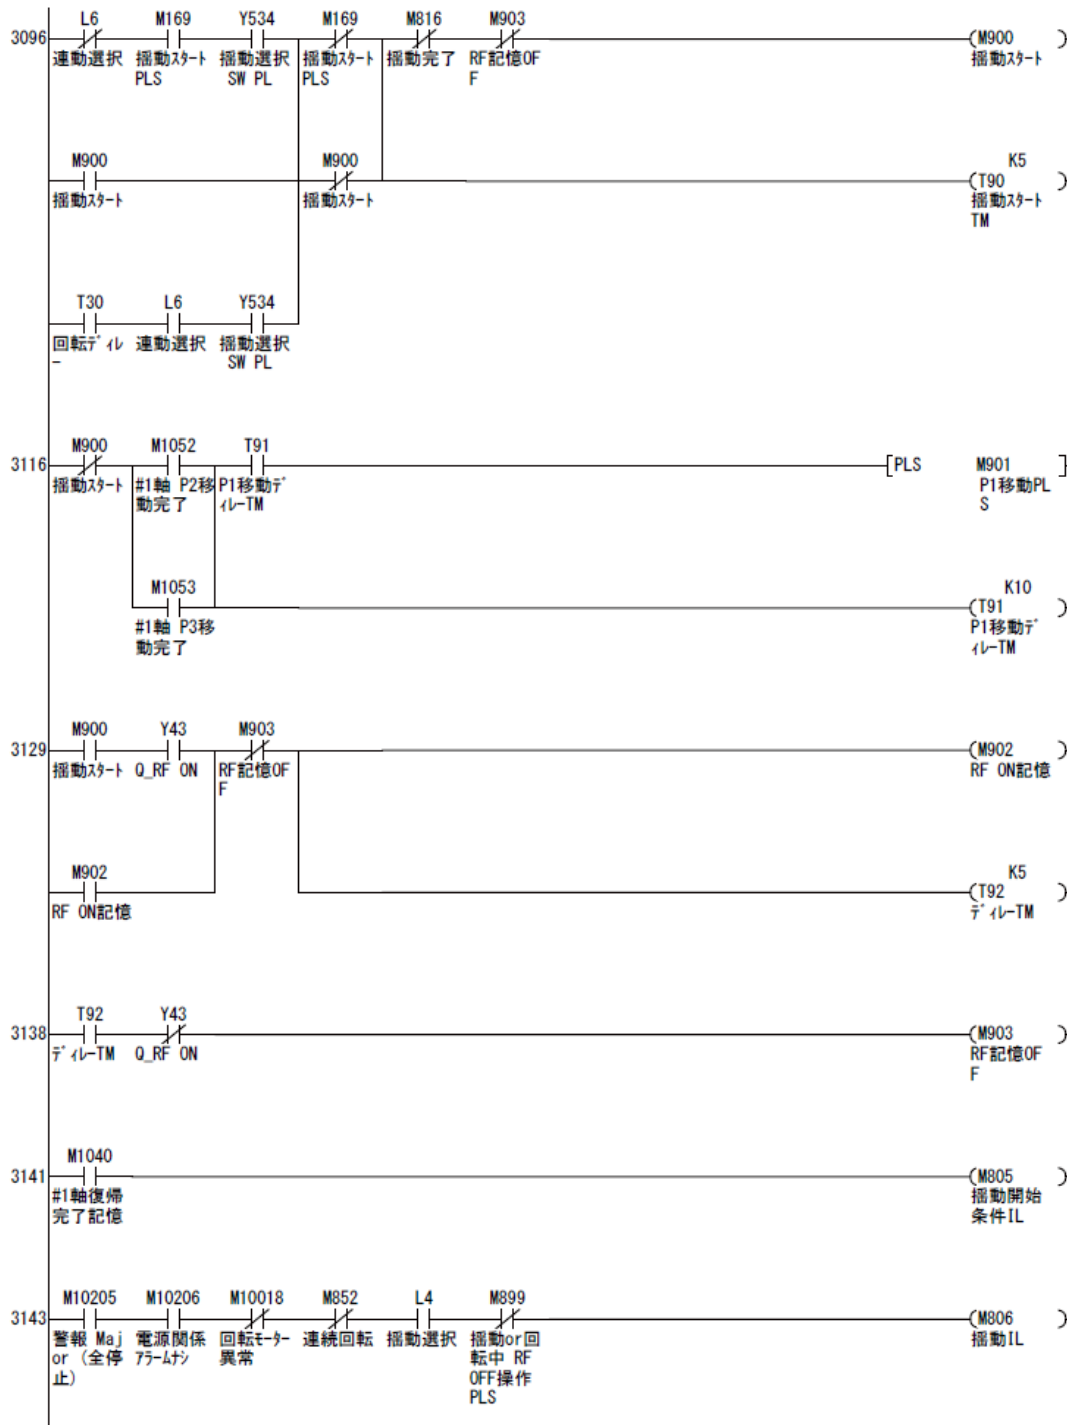 L6 M169 Y534 M169 M816 M903
3096 (M900 )
連動選択 揺動ｽﾀｰﾄ 揺動選択 揺動ｽﾀｰﾄ 揺動完了 RF記憶OF 揺動ｽﾀｰﾄ
PLS SW PL PLS F
M900 M900 K5
(T90 )
揺動ｽﾀｰﾄ 揺動ｽﾀｰﾄ 揺動ｽﾀｰﾄ
TM
T30 L6 Y534
回転ﾃﾞｨﾚ 連動選択 揺動選択
- SW PL
M900 M1052 T91
3116 [PLS M901 ]
揺動ｽﾀｰﾄ #1軸 P2移 P1移動ﾃﾞ P1移動PL
動完了 ｨﾚｰTM S
M1053 K10
(T91 )
#1軸 P3移 P1移動ﾃﾞ
動完了 ｨﾚｰTM
M900 Y43 M903
3129 (M902 )
揺動ｽﾀｰﾄ Q_RF ON RF記憶OF RF ON記憶
F
M902 K5
(T92 )
RF ON記憶 ﾃﾞｨﾚｰTM
T92 Y43
3138 (M903 )
ﾃﾞｨﾚｰTM Q_RF ON RF記憶OF
F
M1040
3141 (M805 )
#1軸復帰 揺動開始
完了記憶 条件IL
M10205 M10206 M10018 M852 L4 M899
3143 (M806 )
警報 Maj 電源関係 回転ﾓｰﾀｰ 連続回転 揺動選択 揺動or回 揺動IL
or（全停 ｱﾗｰﾑﾅｼ 異常 転中 RF
止） OFF操作
PLS